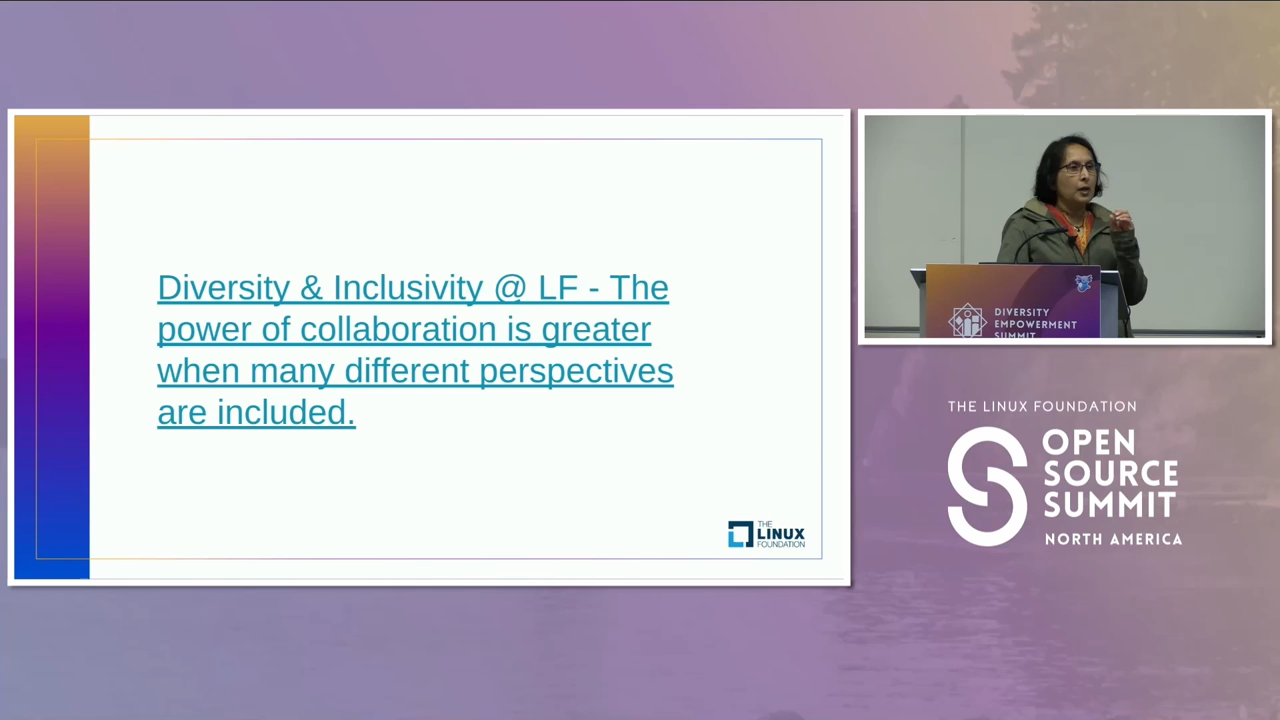 Diversity & Inclusivity @ LF - The
power of collaboration is greater
when many different perspectives
are included.
THE
LINUX
FOUNDATION
DIVERSITY
EMPOWERMENT
SUMMIT
THE LINUX FOUNDATION
OPEN
SOURCE
SUMMIT
NORTH AMERICA